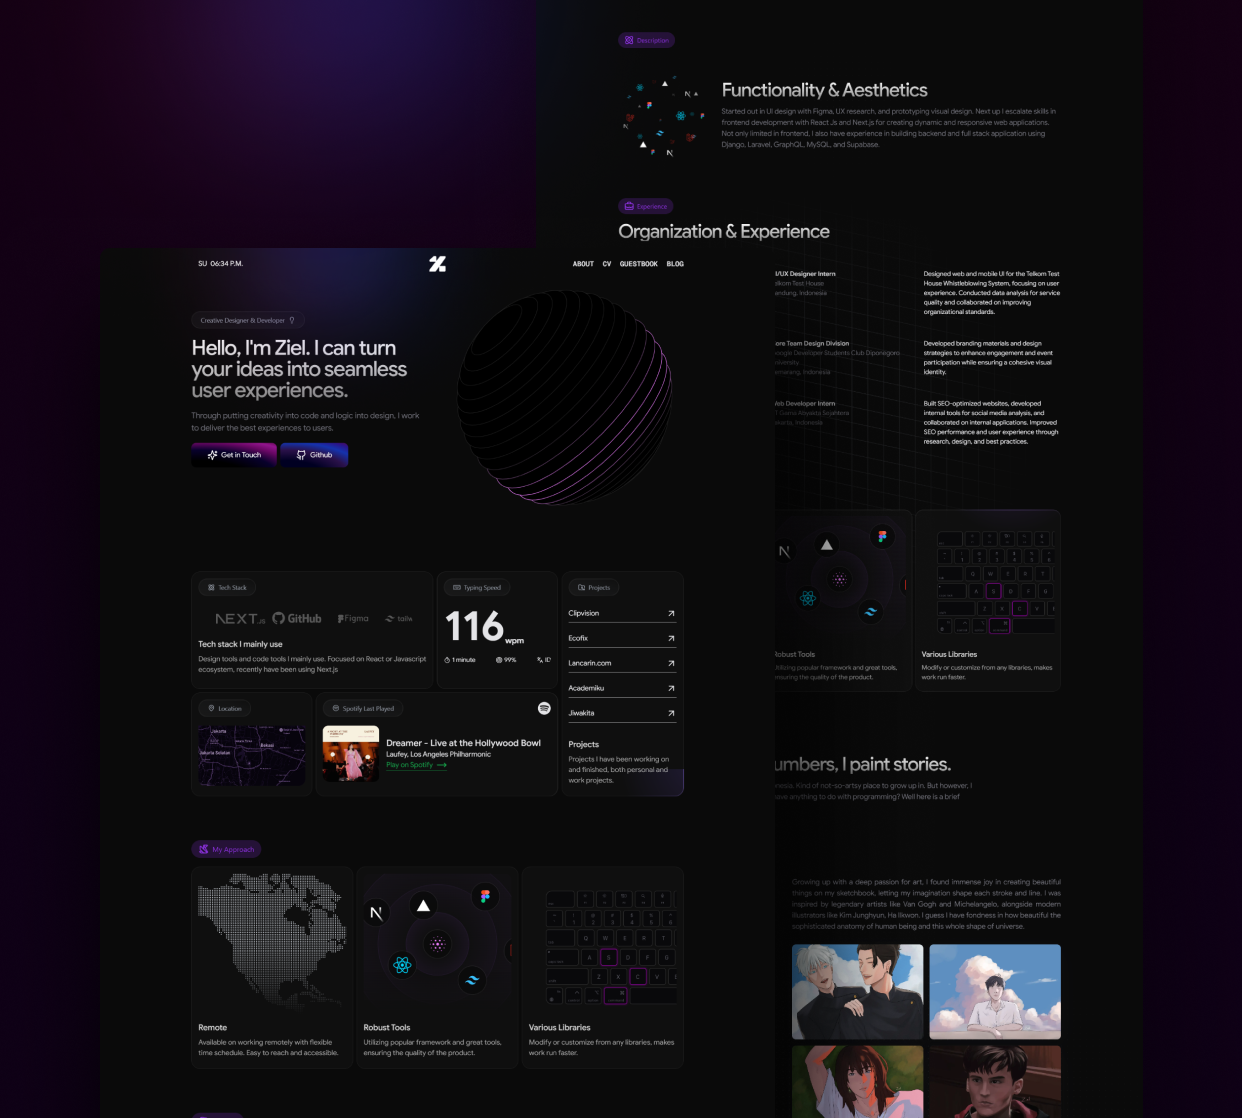 Description
Functionality & Aesthetics
Started out in UI design with Figma, UX research, and prototyping visual design. Next up I escalate skills in
frontend development with React Js and Next.js for creating dynamic and responsive web applications.
Not only limited in frontend, I also have experience in building backend and full stack application using
Django, Laravel, GraphQL, MySQL, and Supabase.
Experience
Organization & Experience
I/UX Designer Intern
elkom Test House
andung, Indonesia
Designed web and mobile UI for the Telkom Test
House Whistleblowing System, focusing on user
experience. Conducted data analysis for service
quality and collaborated on improving
organizational standards.
ore Team Design Division
oogle Developer Students Club Diponegoro
niversity
emarang, Indonesia
Developed branding materials and design
strategies to enhance engagement and event
participation while ensuring a cohesive visual
identity.
eb Developer Intern
Built SEO-optimized websites, developed
internal tools for social media analysis, and
collaborated on internal applications. Improved
SEO performance and user experience through
research, design, and best practices.
obust Tools
tilizing popular framework and great tools,
nsuring the quality of the product.
Various Libraries
Modify or customize from any libraries, makes
work run faster.
umbers, I paint stories.
nesia. Kind of not-so-artsy place to grow up in. But however, I
ave anything to do with programming? Well here is a brief
Growing up with a deep passion for art, I found immense joy in creating beautiful
things on my sketchbook, letting my imagination shape each stroke and line. I was
inspired by legendary artists like Van Gogh and Michelangelo, alongside modern
illustrators like Kim Junghyun, Ha Ilkwon. I guess I have fondness in how beautiful the
sophisticated anatomy of human being and this whole shape of universe.
SU 06:34 P.M.
ABOUT CV GUESTBOOK BLOG
Creative Designer & Developer
Hello, I'm Ziel. I can turn
your ideas into seamless
user experiences.
Through putting creativity into code and logic into design, I work
to deliver the best experiences to users.
Get in Touch
Github
Tech Stack
NEXT.JS GitHub Figma tailw
Tech stack I mainly use
Design tools and code tools I mainly use. Focused on React or Javascript
ecosystem, recently have been using Next.js
Typing Speed
116 wpm
1 minute 99%
Projects
Clipvision
Ecofix
Lancarin.com
Academiku
Jiwakita
Projects
Projects I have been working on
and finished, both personal and
work projects.
Location
Jakarta
Bekasi
Jakarta Selatan
Spotify Last Played
Dreamer - Live at the Hollywood Bowl
Laufey, Los Angeles Philharmonic
Play on Spotify
My Approach
Remote
Available on working remotely with flexible
time schedule. Easy to reach and accessible.
Robust Tools
Utilizing popular framework and great tools,
ensuring the quality of the product.
Q W E R T Y
A S D F G
Z X C V
Various Libraries
Modify or customize from any libraries, makes
work run faster.